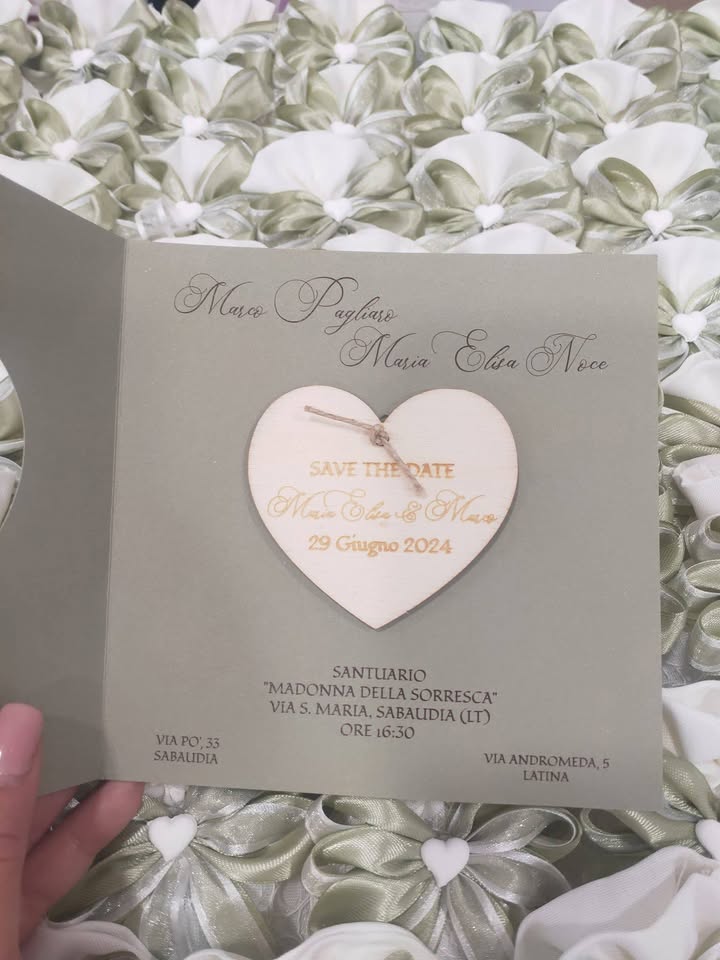 Marco Pagliaro
Maria Elisa Noce
SAVE THE DATE
Maria Elisa & Marco
29 Giugno 2024
SANTUARIO
"MADONNA DELLA SORRESCA"
VIA S. MARIA, SABAUDIA (LT)
ORE 16:30
VIA PO', 33
SABAUDIA
VIA ANDROMEDA, 5
LATINA